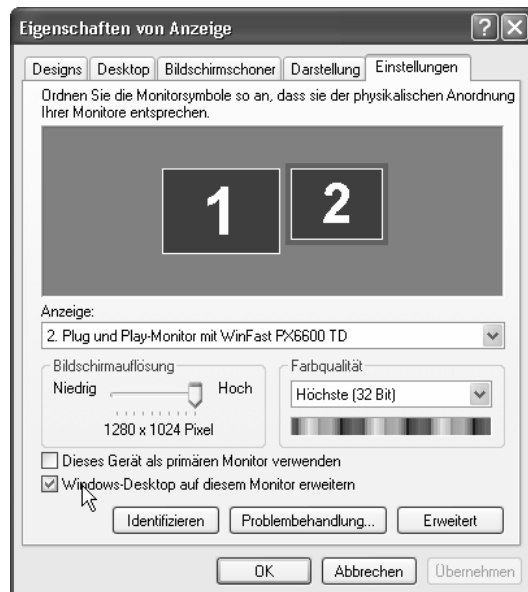 Eigenschaften von Anzeige
Designs Desktop Bildschirmschoner Darstellung Einstellungen
Ordnen Sie die Monitorsymbole so an, dass sie der physikalischen Anordnung
Ihrer Monitore entsprechen.
1 2
Anzeige:
2. Plug und Play-Monitor mit WinFast PX6600 TD
Bildschirmauflösung Farbqualität
Niedrig Hoch Höchste (32 Bit)
1280 x 1024 Pixel
Dieses Gerät als primären Monitor verwenden
Windows-Desktop auf diesem Monitor erweitern
Identifizieren Problembehandlung... Erweitert
OK Abbrechen Übernehmen